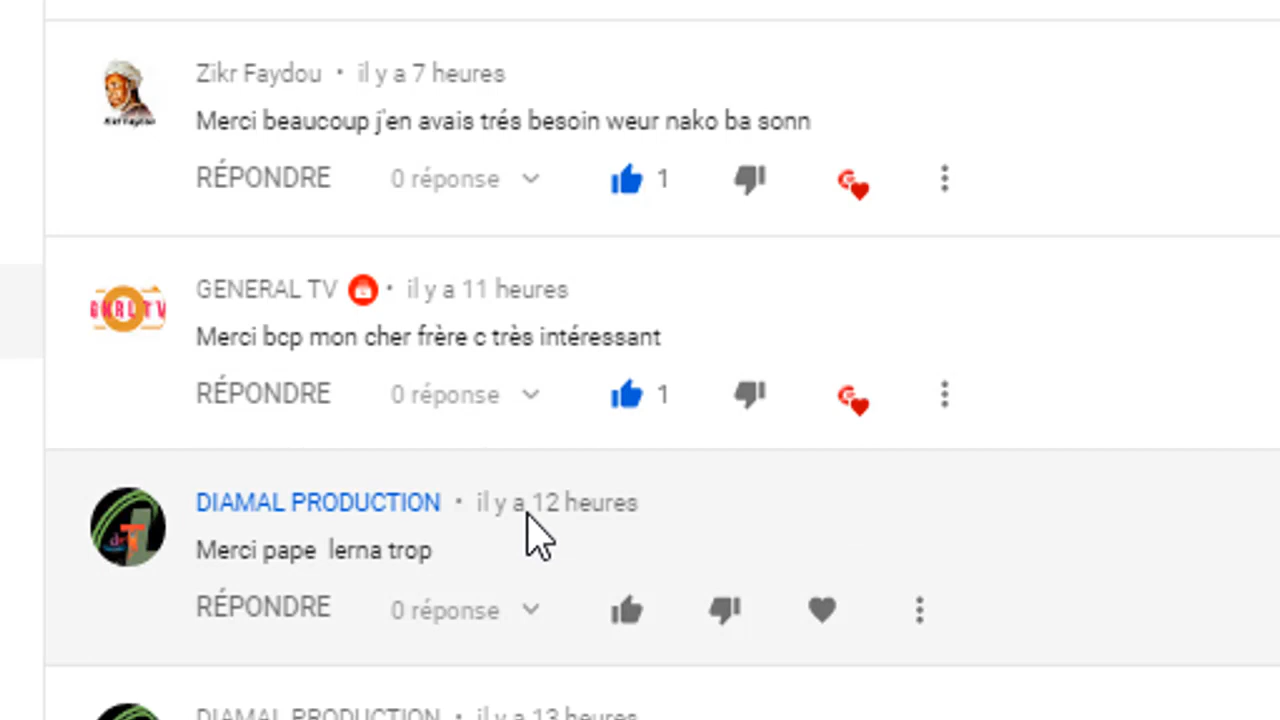 Zikr Faydou • il y a 7 heures
Merci beaucoup j'en avais trés besoin weur nako ba sonn
RÉPONDRE 0 réponse 1
GENERAL TV • il y a 11 heures
Merci bcp mon cher frère c très intéressant
RÉPONDRE 0 réponse 1
DIAMAL PRODUCTION • il y a 12 heures
Merci pape lerna trop
RÉPONDRE 0 réponse
DIAMAL PRODUCTION • il y a 13 heures